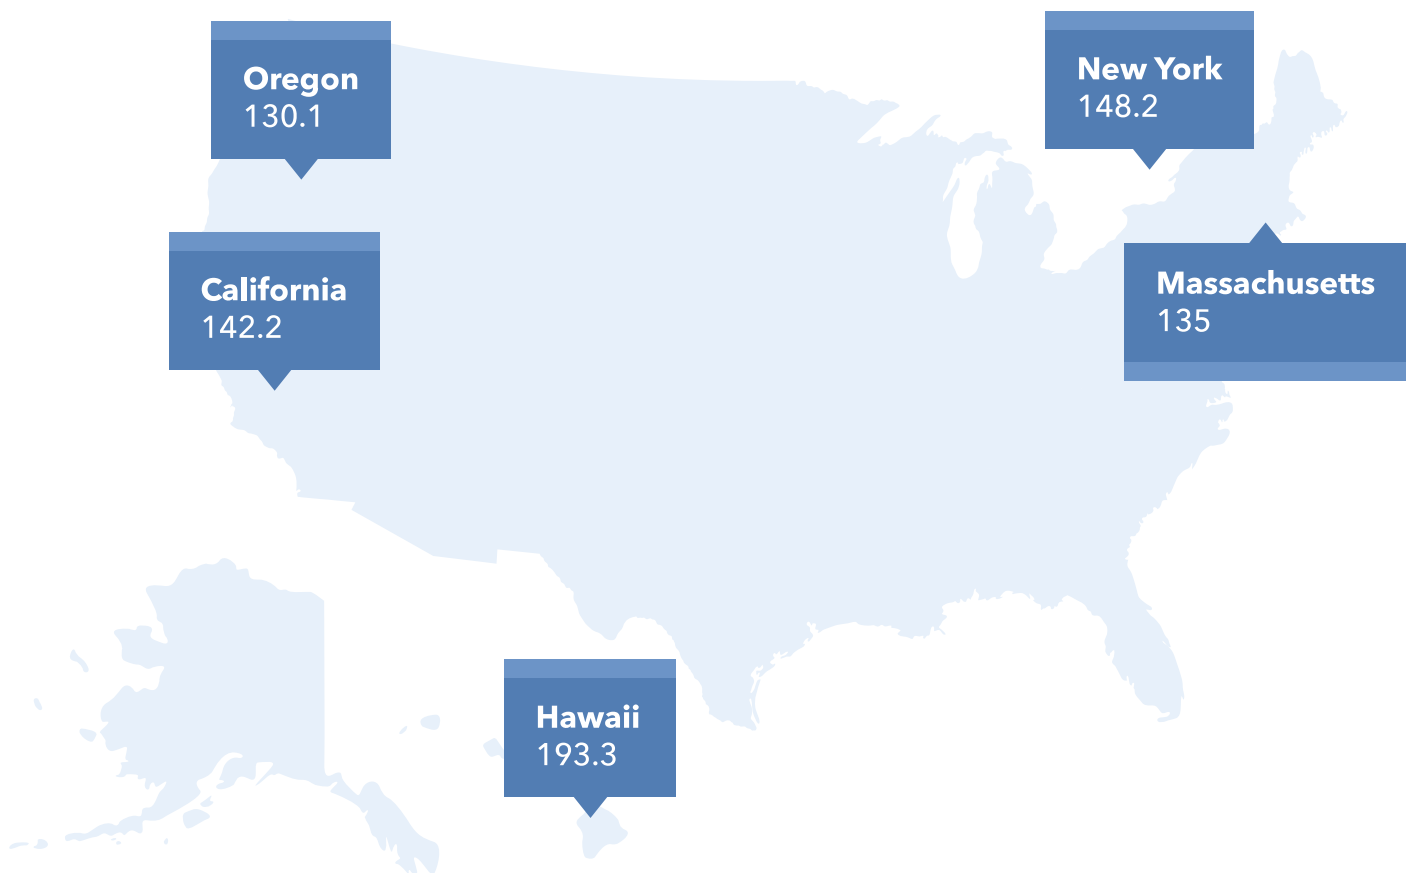 Oregon
130.1
New York
148.2
California
142.2
Massachusetts
135
Hawaii
193.3